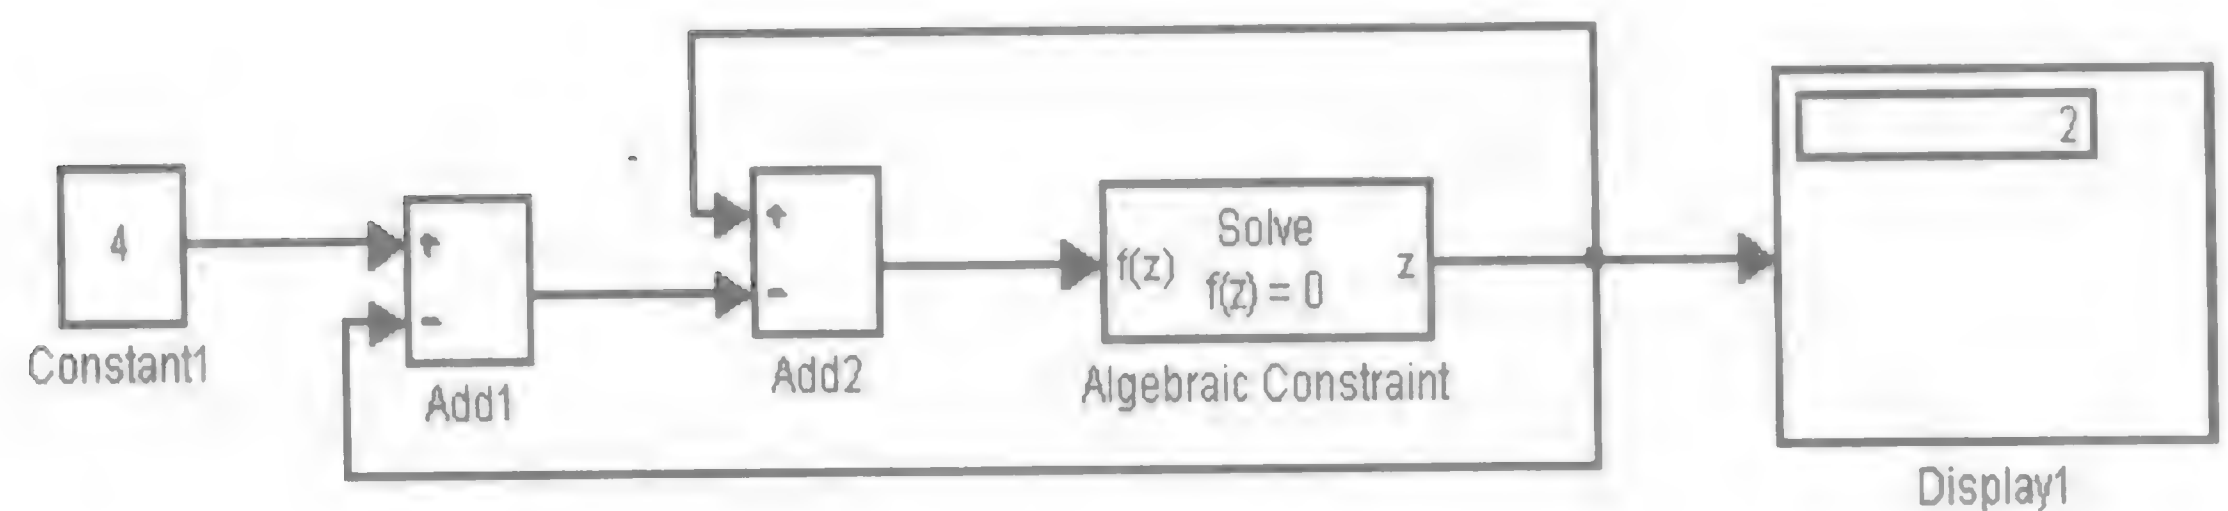 4
Constant1
+
-
Add1
+
-
Add2
Solve
f(z)
f(z) = 0
z
Algebraic Constraint
2
Display1